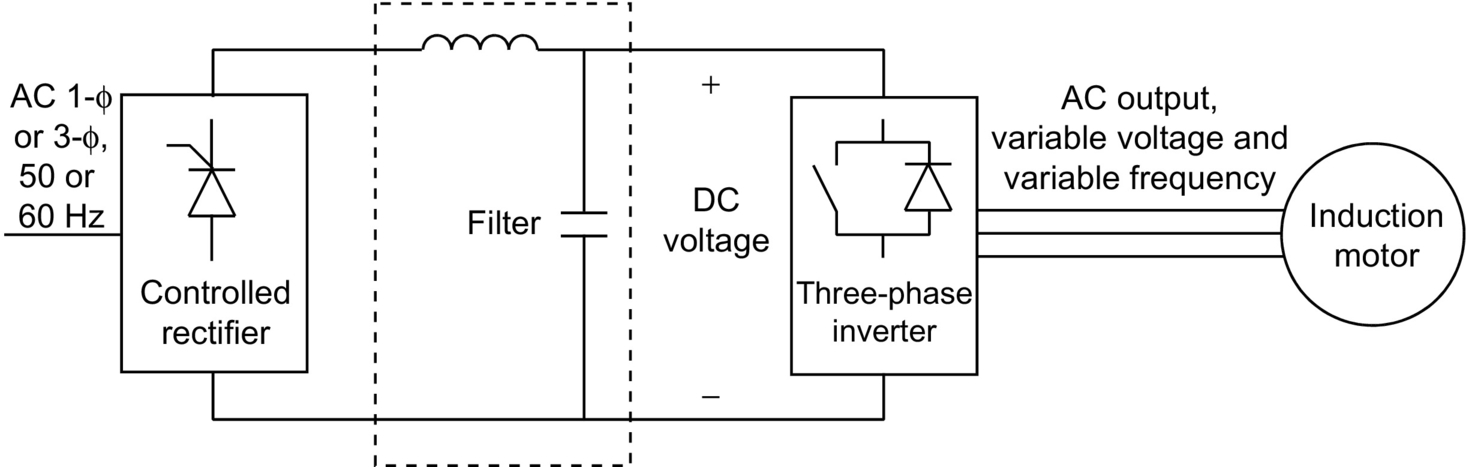 AC 1-ϕ
or 3-ϕ,
50 or
60 Hz
Controlled
rectifier
Filter
+
DC
voltage
−
Three-phase
inverter
AC output,
variable voltage and
variable frequency
Induction
motor